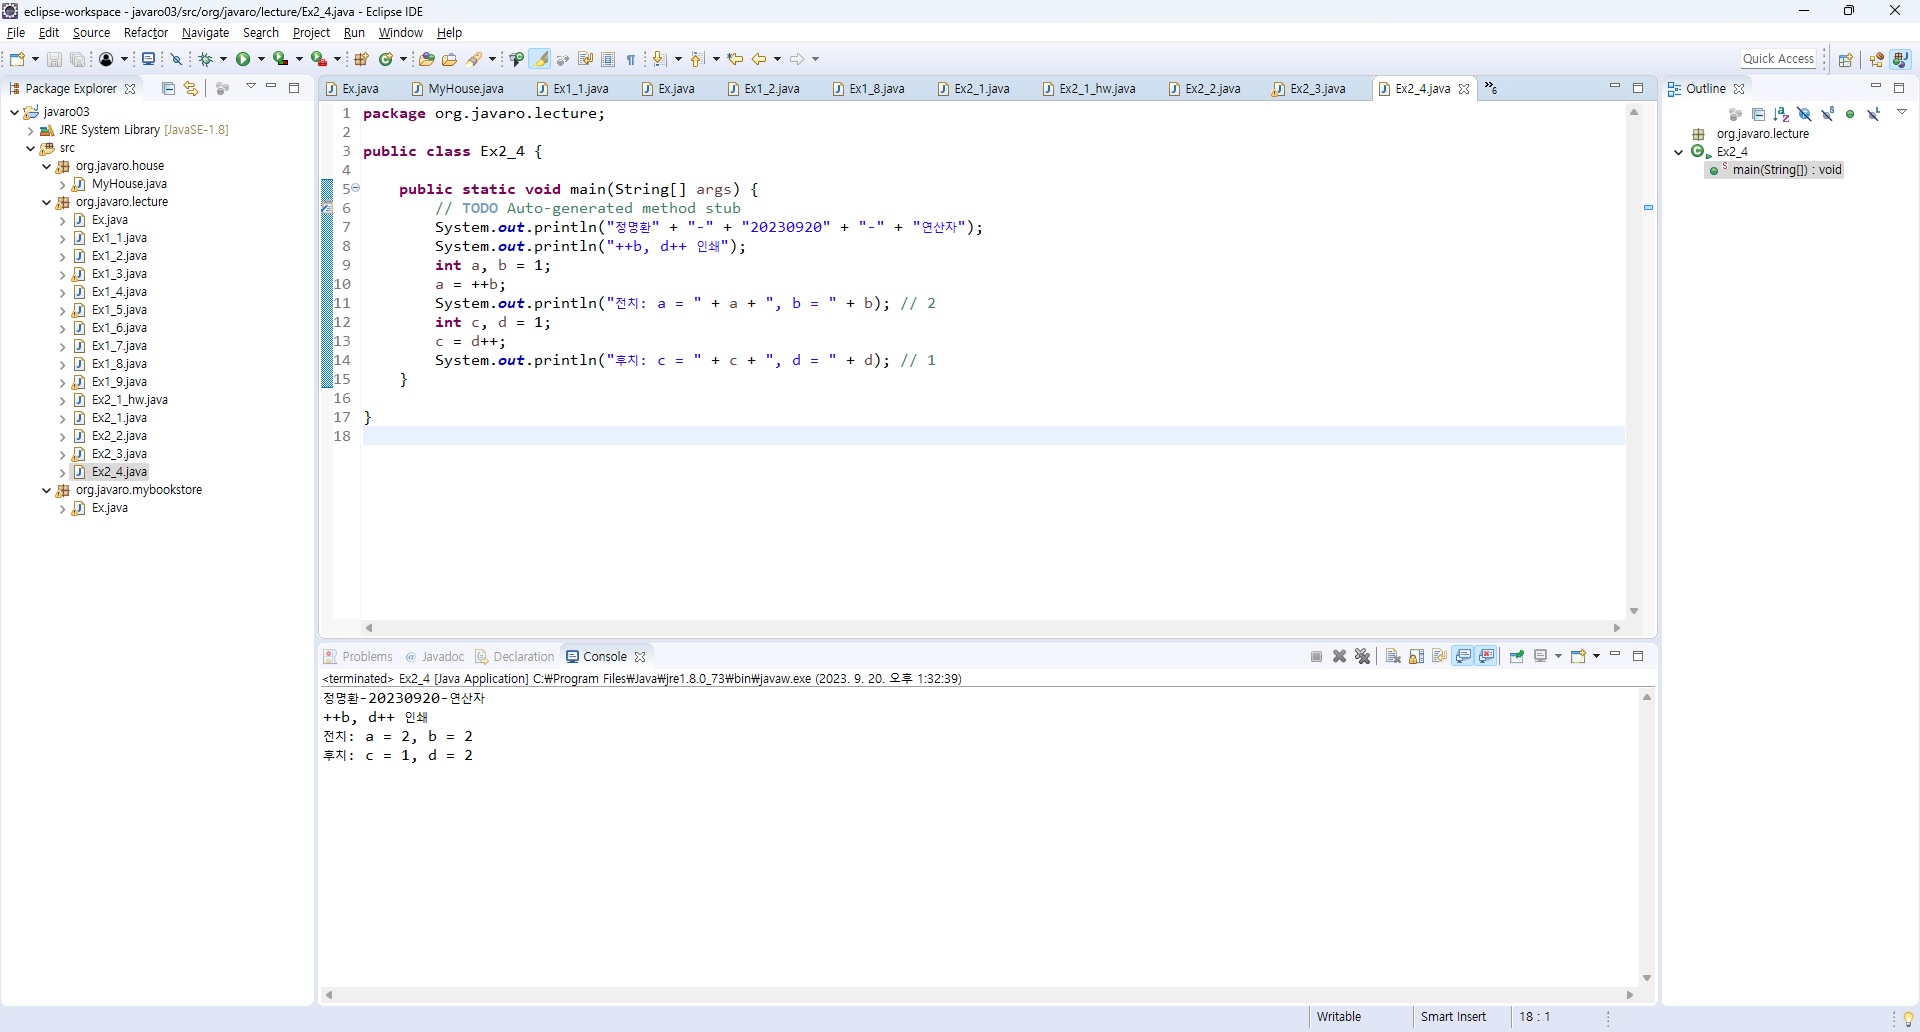 eclipse-workspace - javaro03/src/org/javaro/lecture/Ex2_4.java - Eclipse IDE
File Edit Source Refactor Navigate Search Project Run Window Help
Quick Access
Package Explorer
javaro03
JRE System Library [JavaSE-1.8]
src
org.javaro.house
MyHouse.java
org.javaro.lecture
Ex.java
Ex1_1.java
Ex1_2.java
Ex1_3.java
Ex1_4.java
Ex1_5.java
Ex1_6.java
Ex1_7.java
Ex1_8.java
Ex1_9.java
Ex2_1_hw.java
Ex2_1.java
Ex2_2.java
Ex2_3.java
Ex2_4.java
org.javaro.mybookstore
Ex.java
Ex.java MyHouse.java Ex1_1.java Ex.java Ex1_2.java Ex1_8.java Ex2_1.java Ex2_1_hw.java Ex2_2.java Ex2_3.java Ex2_4.java »6
1 package org.javaro.lecture;
2
3 public class Ex2_4 {
4
5 public static void main(String[] args) {
6 // TODO Auto-generated method stub
7 System.out.println("정명환" + "-" + "20230920" + "-" + "연산자");
8 System.out.println("++b, d++ 인쇄");
9 int a, b = 1;
10 a = ++b;
11 System.out.println("전치: a = " + a + ", b = " + b); // 2
12 int c, d = 1;
13 c = d++;
14 System.out.println("후치: c = " + c + ", d = " + d); // 1
15 }
16
17 }
18
Outline
org.javaro.lecture
Ex2_4
S main(String[]) : void
Problems @ Javadoc Declaration Console
<terminated> Ex2_4 [Java Application] C:₩Program Files₩Java₩jre1.8.0_73₩bin₩javaw.exe (2023. 9. 20. 오후 1:32:39)
정명환-20230920-연산자
++b, d++ 인쇄
전치: a = 2, b = 2
후치: c = 1, d = 2
Writable Smart Insert 18 : 1